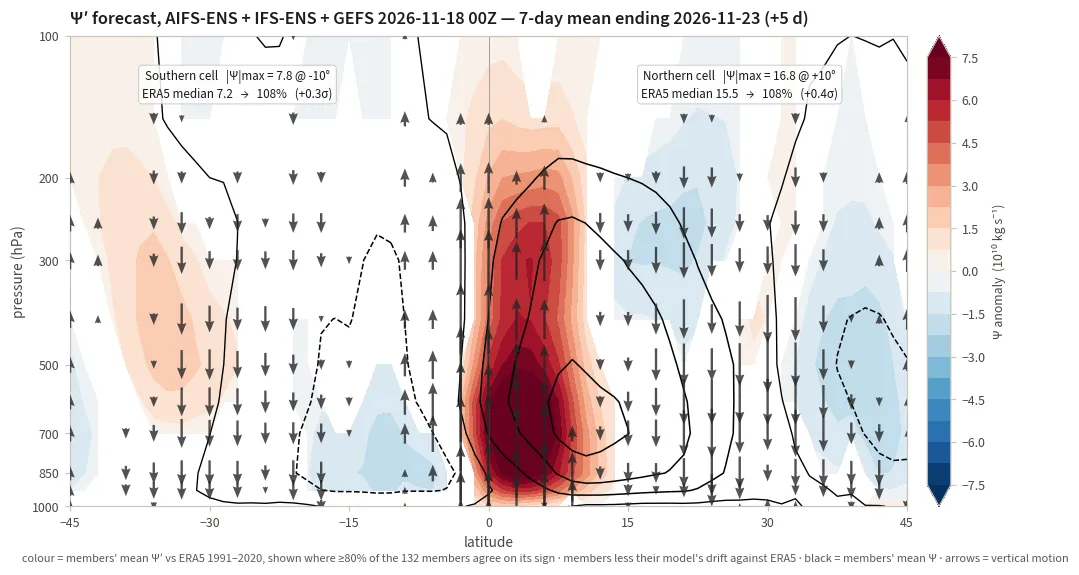 Ψ′ forecast, AIFS-ENS + IFS-ENS + GEFS 2026-11-18 00Z — 7-day mean ending 2026-11-23 (+5 d)
Southern cell |Ψ|max = 7.8 @ -10°
ERA5 median 7.2 → 108% (+0.3σ)
Northern cell |Ψ|max = 16.8 @ +10°
ERA5 median 15.5 → 108% (+0.4σ)
pressure (hPa)
100
200
300
400
500
700
850
1000
−45
−30
−15
0
15
30
45
latitude
7.5
6.0
4.5
3.0
1.5
0.0
−1.5
−3.0
−4.5
−6.0
−7.5
Ψ anomaly (10¹⁰ kg s⁻¹)
colour = members' mean Ψ′ vs ERA5 1991–2020, shown where ≥80% of the 132 members agree on its sign · members less their model's drift against ERA5 · black = members' mean Ψ · arrows = vertical motion